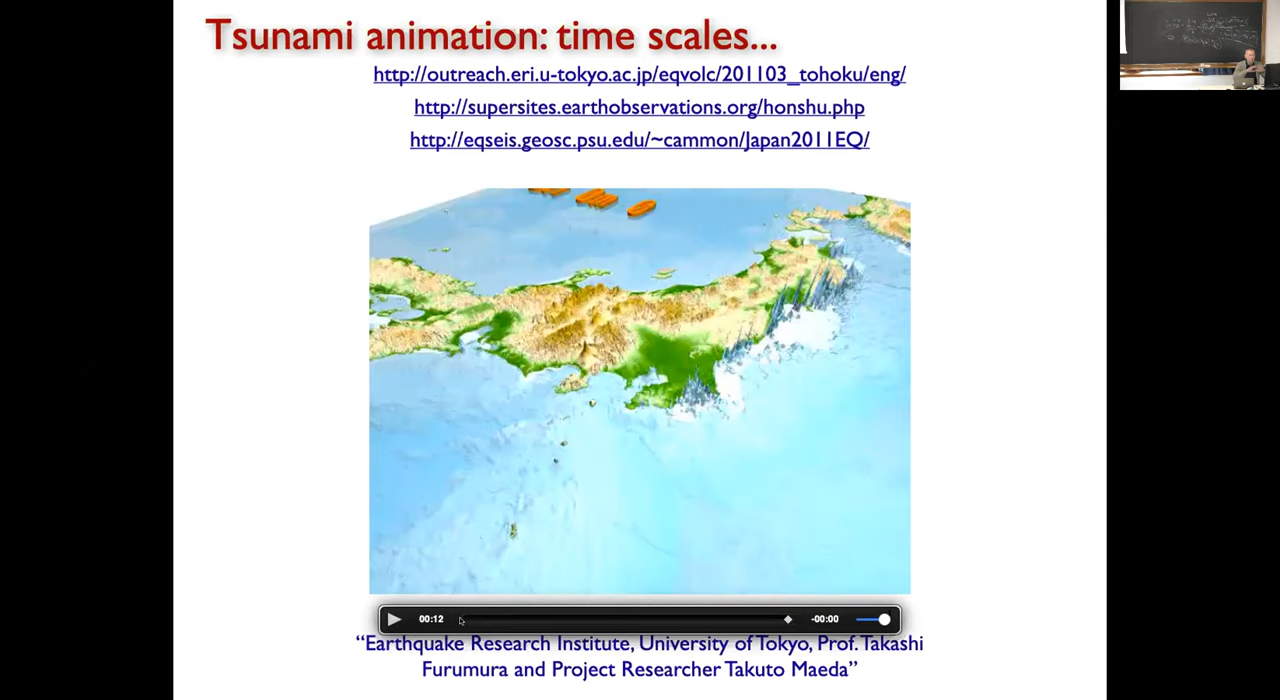 Tsunami animation: time scales...
http://outreach.eri.u-tokyo.ac.jp/eqvolc/201103_tohoku/eng/
http://supersites.earthobservations.org/honshu.php
http://eqseis.geosc.psu.edu/~cammon/Japan2011EQ/
00:12
-00:00
“Earthquake Research Institute, University of Tokyo, Prof. Takashi
Furumura and Project Researcher Takuto Maeda”